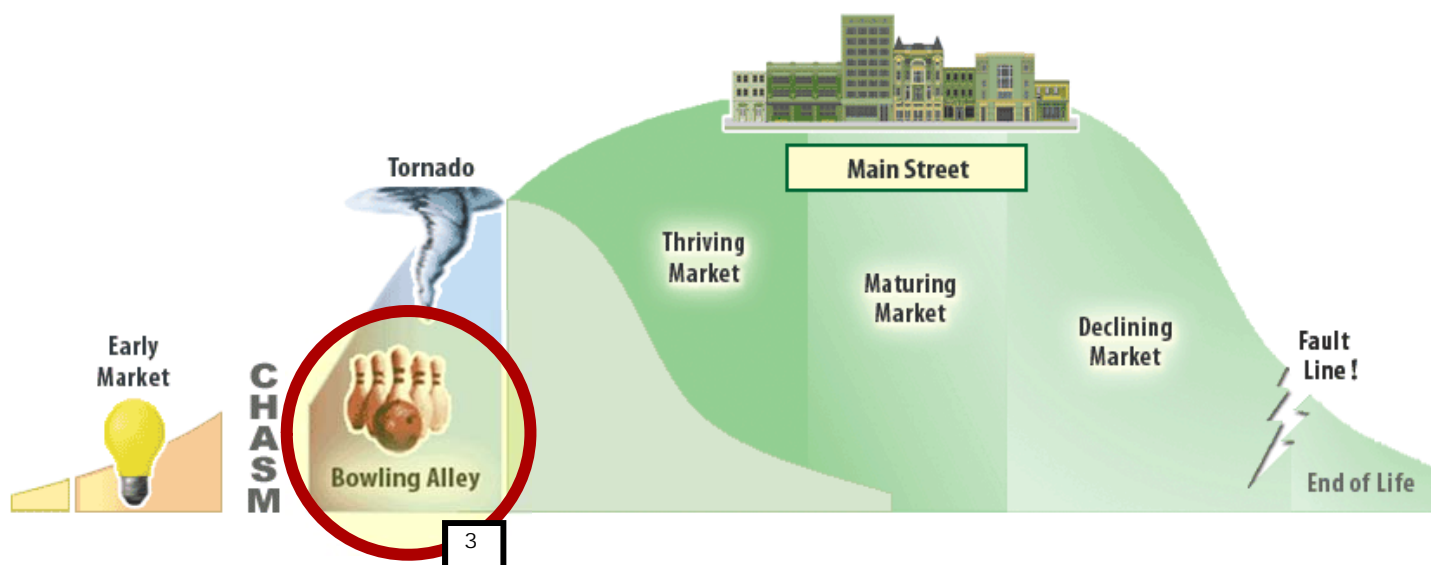 Early
Market
CHASM
Tornado
Bowling Alley
3
Main Street
Thriving
Market
Maturing
Market
Declining
Market
Fault
Line!
End of Life